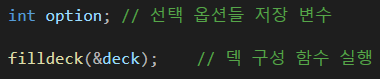 int option; // 선택 옵션들 저장 변수
filldeck(&deck);    // 덱 구성 함수 실행